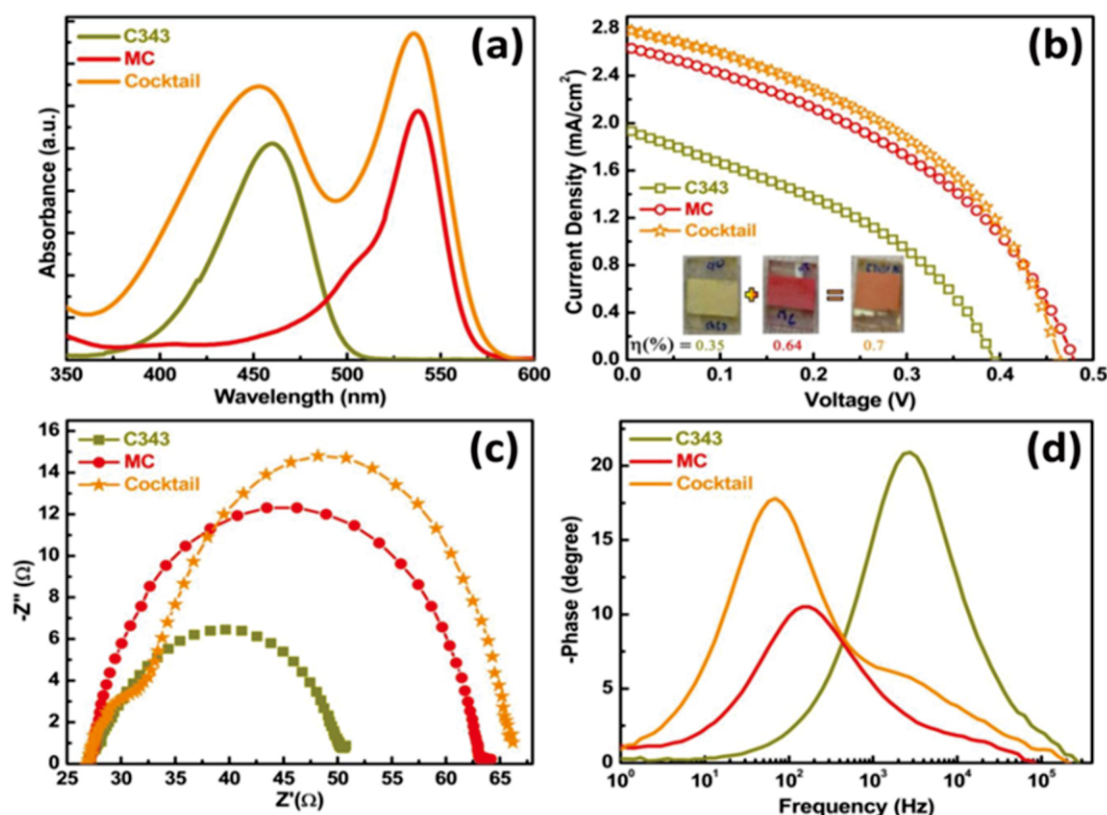 (a)
C343
MC
Cocktail
Absorbance (a.u.)
350 400 450 500 550 600
Wavelength (nm)
(b)
2.8
2.4
2.0
1.6
1.2
0.8
0.4
0.0
Current Density (mA/cm²)
C343
MC
Cocktail
η(%) = 0.35 0.64 0.7
0.0 0.1 0.2 0.3 0.4 0.5
Voltage (V)
(c)
16
14
12
10
8
6
4
2
0
-Z'' (Ω)
C343
MC
Cocktail
25 30 35 40 45 50 55 60 65
Z'(Ω)
(d)
20
15
10
5
0
-Phase (degree)
C343
MC
Cocktail
10⁰ 10¹ 10² 10³ 10⁴ 10⁵
Frequency (Hz)